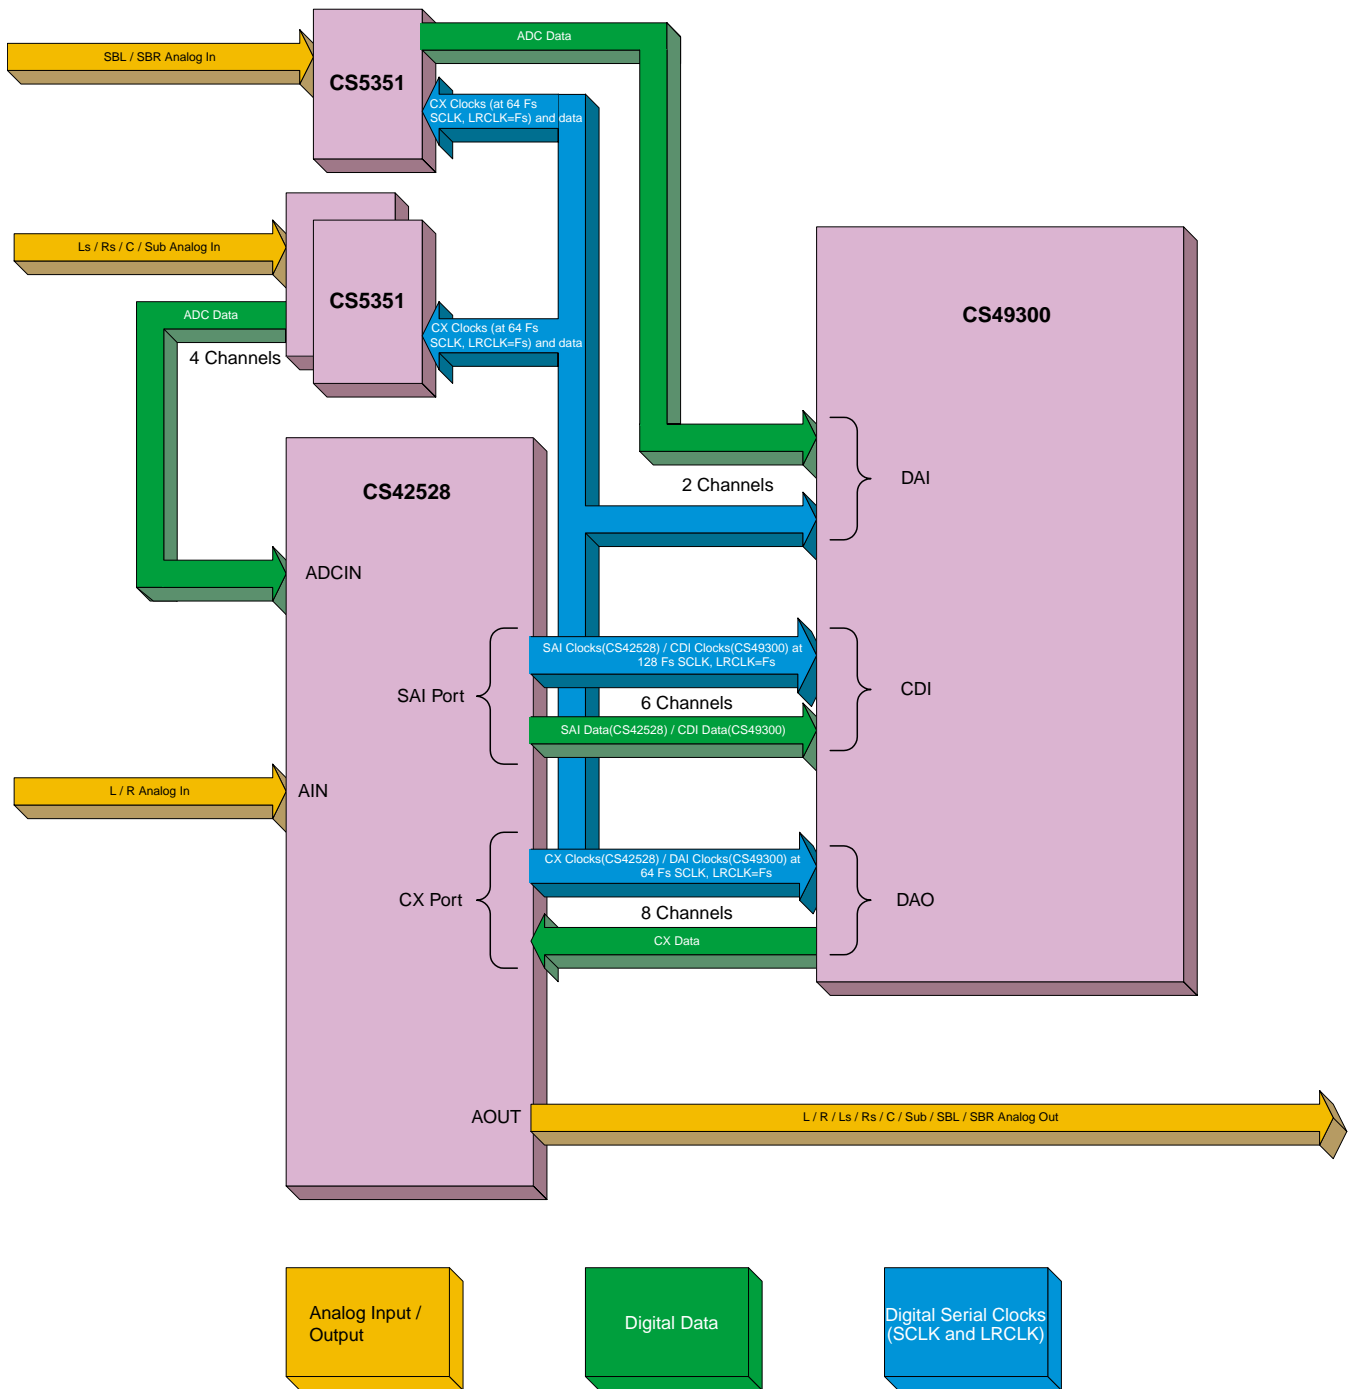 ADC Data
SBL / SBR Analog In
CS5351
CX Clocks (at 64 Fs
SCLK, LRCLK=Fs) and data
Ls / Rs / C / Sub Analog In
CS5351
ADC Data
CX Clocks (at 64 Fs
SCLK, LRCLK=Fs) and data
4 Channels
CS49300
CS42528
2 Channels
DAI
ADCIN
SAI Clocks(CS42528) / CDI Clocks(CS49300) at
128 Fs SCLK, LRCLK=Fs
SAI Port
6 Channels
CDI
SAI Data(CS42528) / CDI Data(CS49300)
L / R Analog In
AIN
CX Clocks(CS42528) / DAI Clocks(CS49300) at
64 Fs SCLK, LRCLK=Fs
CX Port
8 Channels
DAO
CX Data
AOUT
L / R / Ls / Rs / C / Sub / SBL / SBR Analog Out
Analog Input /
Output
Digital Data
Digital Serial Clocks
(SCLK and LRCLK)